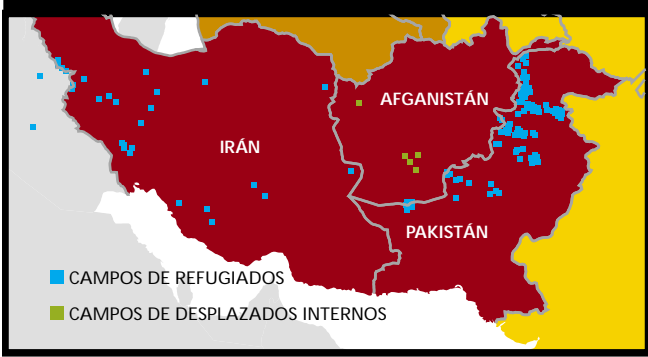 AFGANISTÁN
IRÁN
PAKISTÁN
CAMPOS DE REFUGIADOS
CAMPOS DE DESPLAZADOS INTERNOS